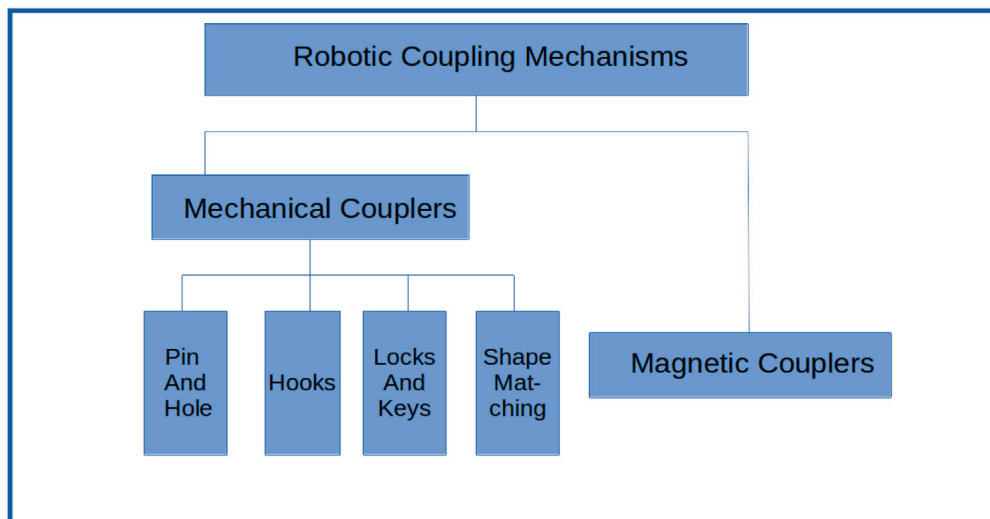 Robotic Coupling Mechanisms
Mechanical Couplers
Pin
And
Hole
Hooks
Locks
And
Keys
Shape
Mat-
ching
Magnetic Couplers